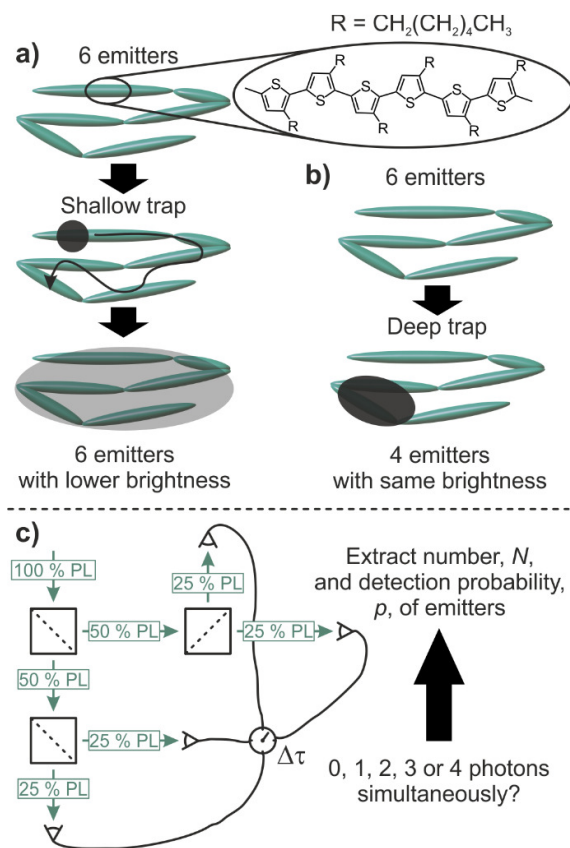 R = CH2(CH2)4CH3
a)
6 emitters
R
R
R
S
S
S
S
S
S
R
R
R
b)
6 emitters
Shallow trap
Deep trap
6 emitters
with lower brightness
4 emitters
with same brightness
c)
100 % PL
25 % PL
50 % PL
25 % PL
50 % PL
25 % PL
Δτ
25 % PL
Extract number, N,
and detection probability,
p, of emitters
0, 1, 2, 3 or 4 photons
simultaneously?